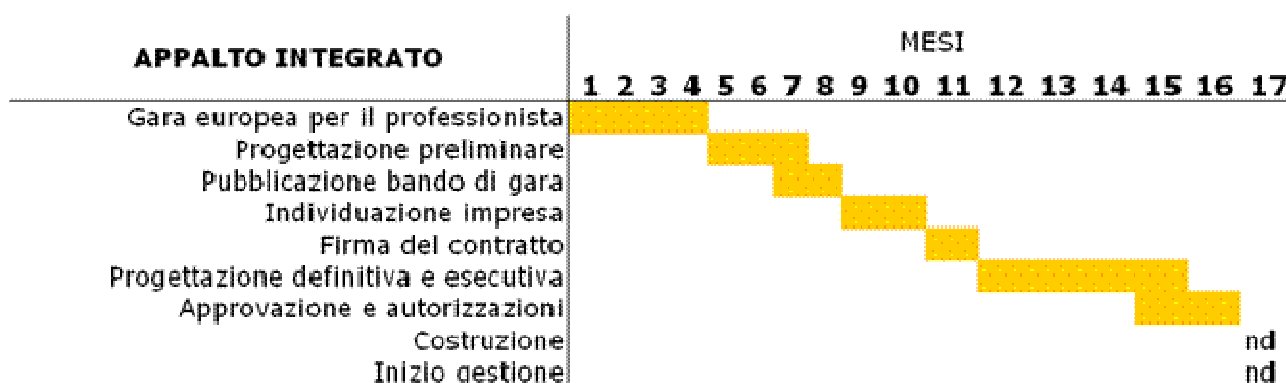 MESI
APPALTO INTEGRATO
1 2 3 4 5 6 7 8 9 10 11 12 13 14 15 16 17
Gara europea per il professionista
Progettazione preliminare
Pubblicazione bando di gara
Individuazione impresa
Firma del contratto
Progettazione definitiva e esecutiva
Approvazione e autorizzazioni
Costruzione nd
Inizio gestione nd